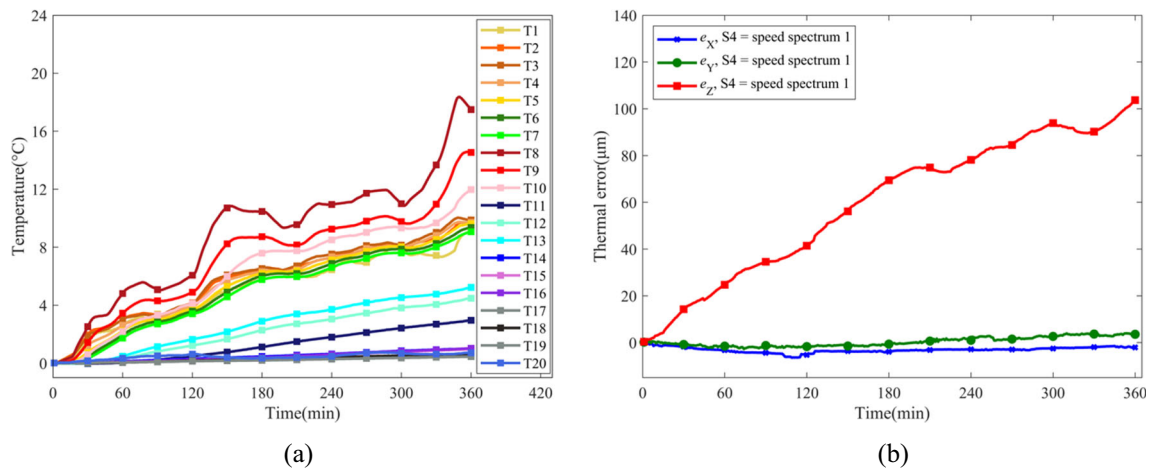 24
20
16
12
8
4
0
Temperature(°C)
0 60 120 180 240 300 360 420
Time(min)
T1
T2
T3
T4
T5
T6
T7
T8
T9
T10
T11
T12
T13
T14
T15
T16
T17
T18
T19
T20
(a)
140
120
100
80
60
40
20
0
-20
Thermal error(μm)
0 60 120 180 240 300 360
Time(min)
eX, S4 = speed spectrum 1
eY, S4 = speed spectrum 1
eZ, S4 = speed spectrum 1
(b)